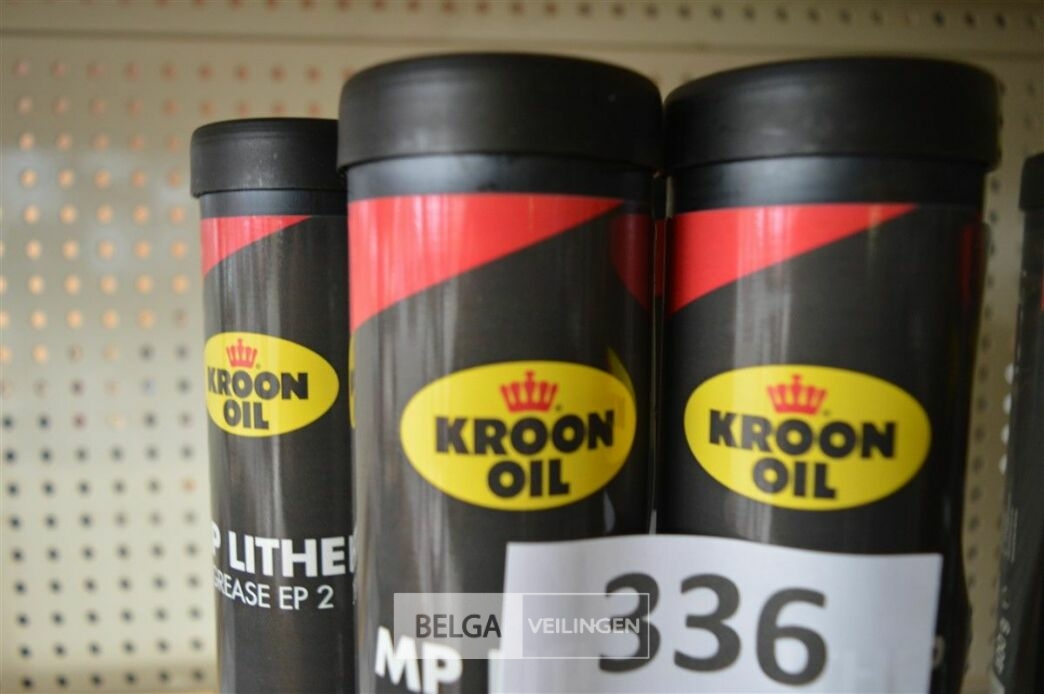 KROON
OIL
P LITHE
GREASE EP 2
KROON
OIL
MP
KROON
OIL
336
BELGA VEILINGEN